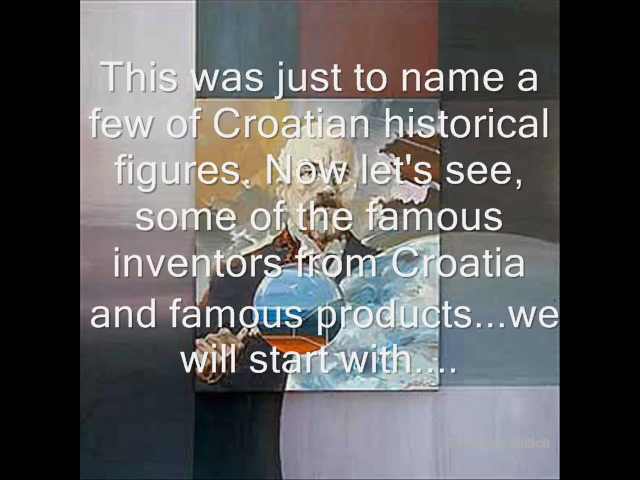 This was just to name a
few of Croatian historical
figures. Now let's see,
some of the famous
inventors from Croatia
and famous products...we
will start with....